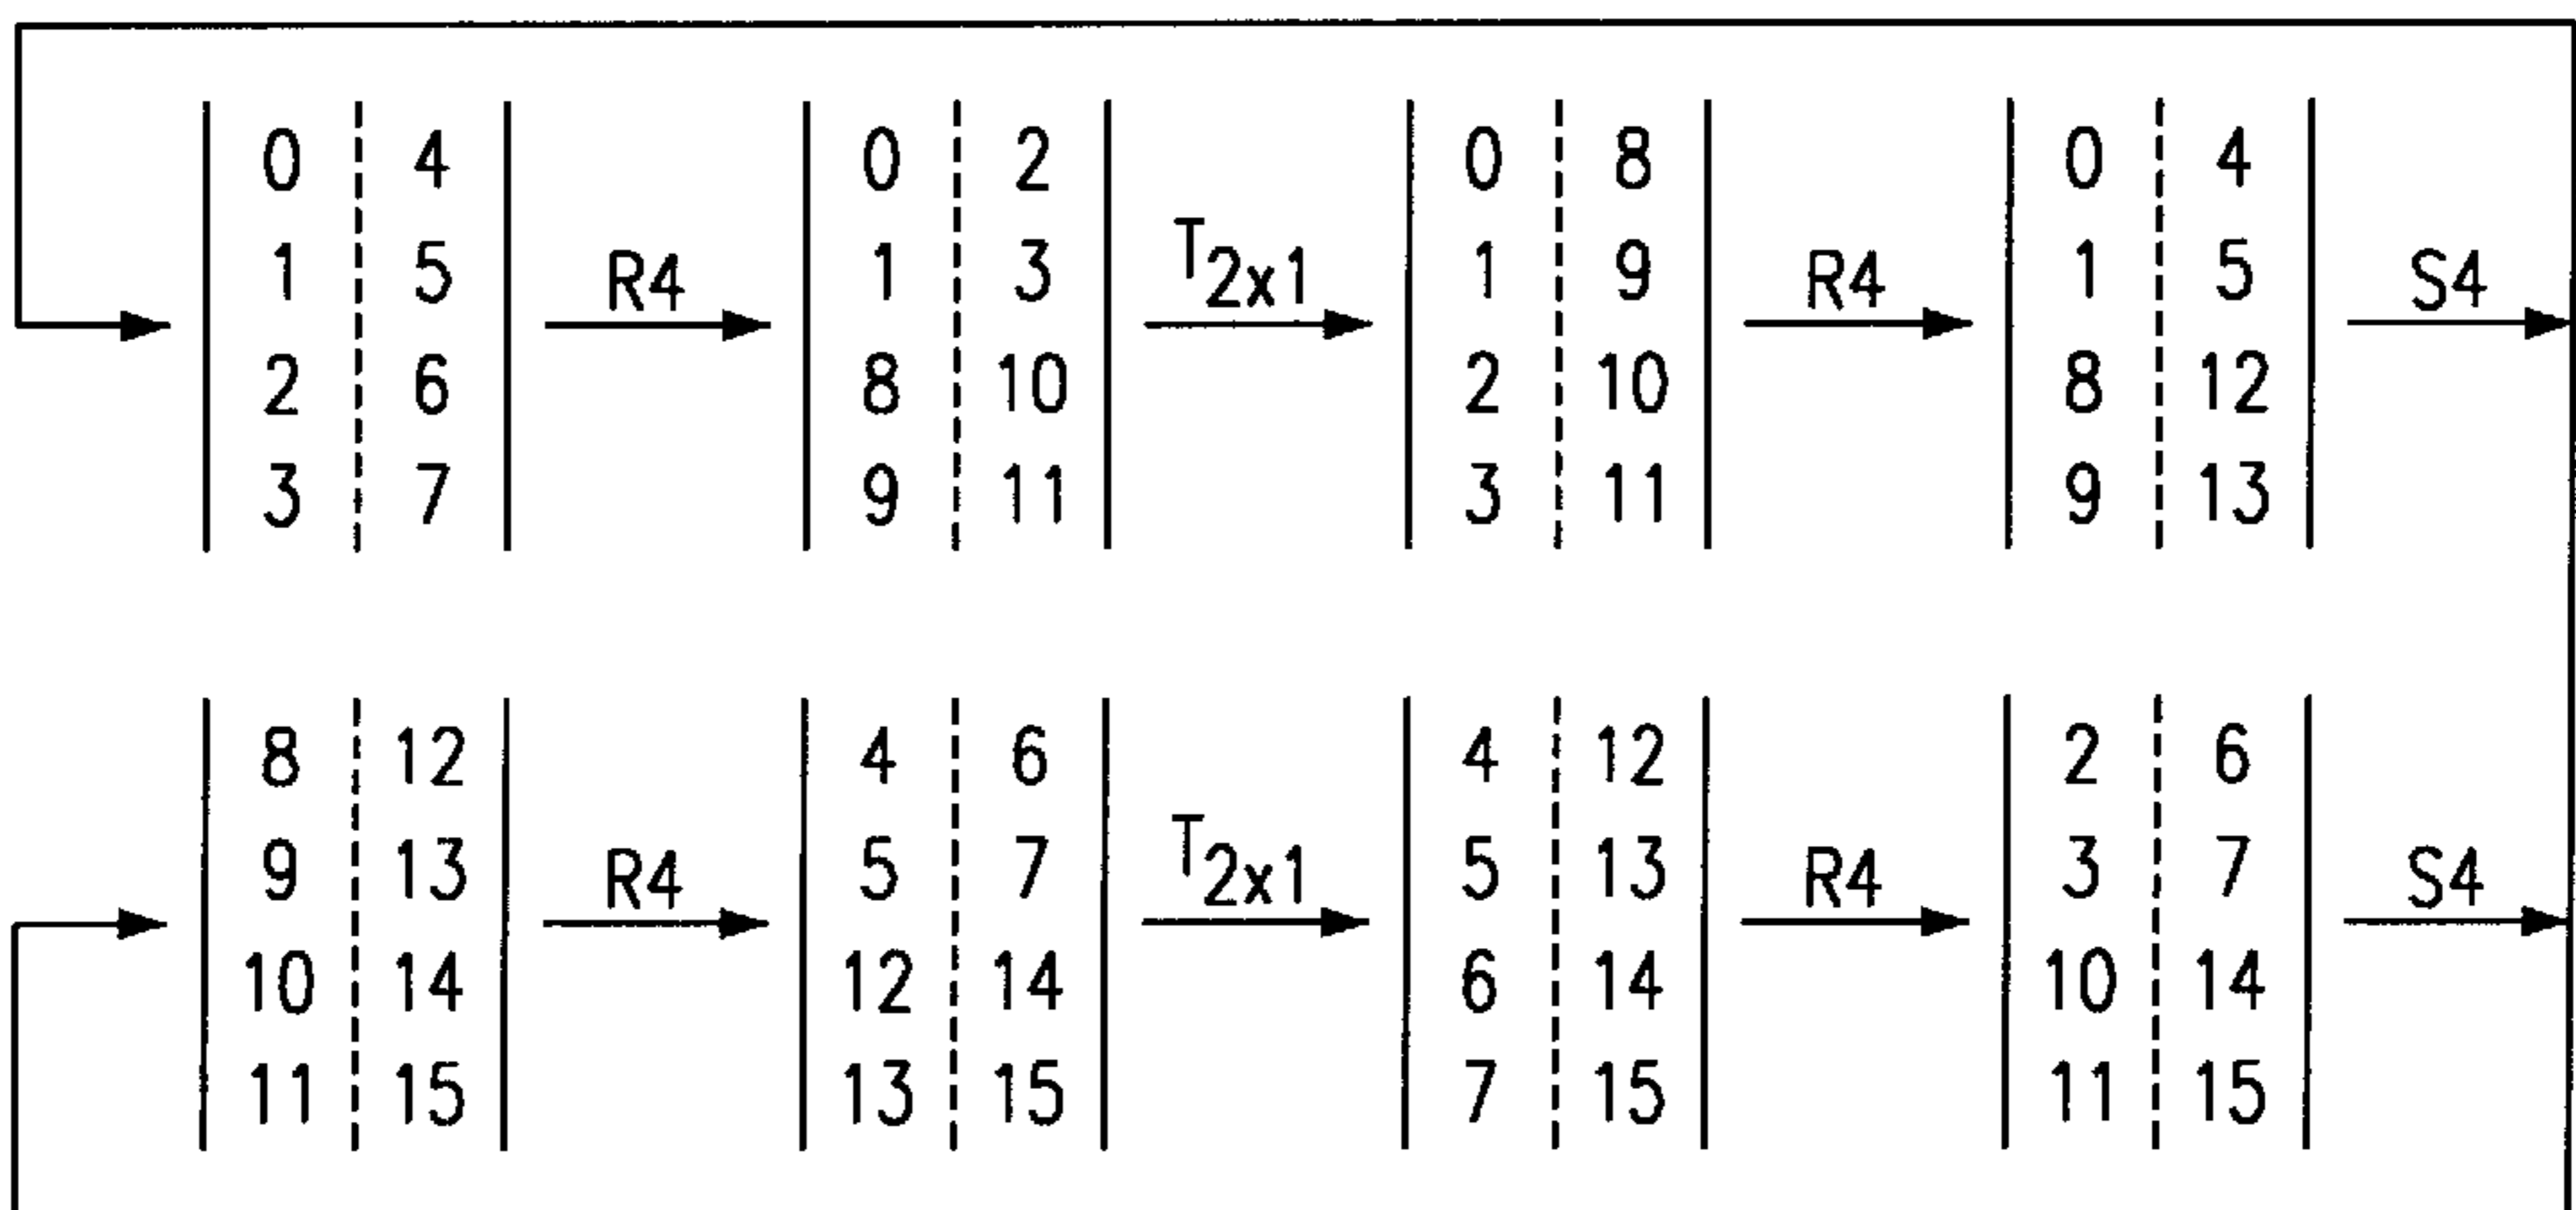 0 4 0 2 0 8 0 4
1 5 R4 1 3 T2x1 1 9 R4 1 5 S4
2 6 8 10 2 10 8 12
3 7 9 11 3 11 9 13
8 12 4 6 4 12 2 6
9 13 R4 5 7 T2x1 5 13 R4 3 7 S4
10 14 12 14 6 14 10 14
11 15 13 15 7 15 11 15